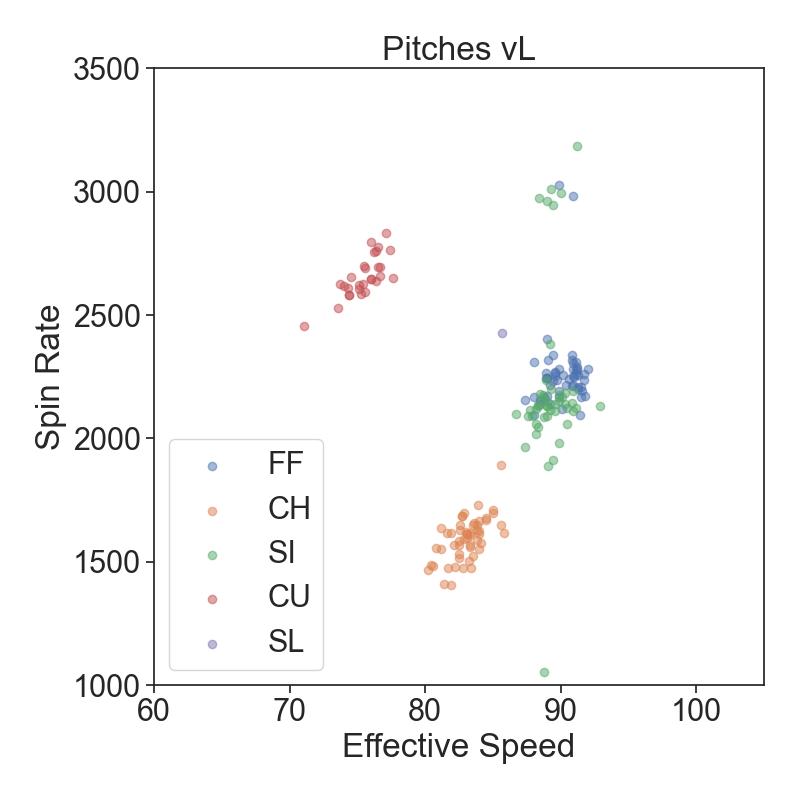 Pitches vL
3500
3000
2500
2000
1500
1000
Spin Rate
FF
CH
SI
CU
SL
60 70 80 90 100
Effective Speed